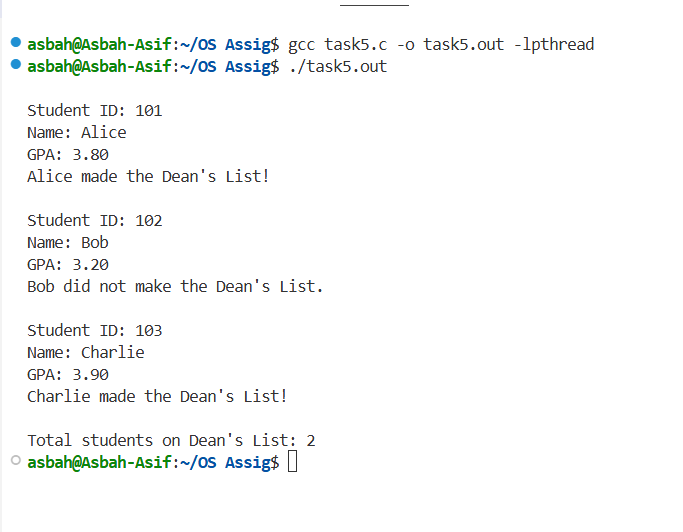 asbah@Asbah-Asif:~/OS Assig$ gcc task5.c -o task5.out -lpthread
asbah@Asbah-Asif:~/OS Assig$ ./task5.out
Student ID: 101
Name: Alice
GPA: 3.80
Alice made the Dean's List!
Student ID: 102
Name: Bob
GPA: 3.20
Bob did not make the Dean's List.
Student ID: 103
Name: Charlie
GPA: 3.90
Charlie made the Dean's List!
Total students on Dean's List: 2
asbah@Asbah-Asif:~/OS Assig$